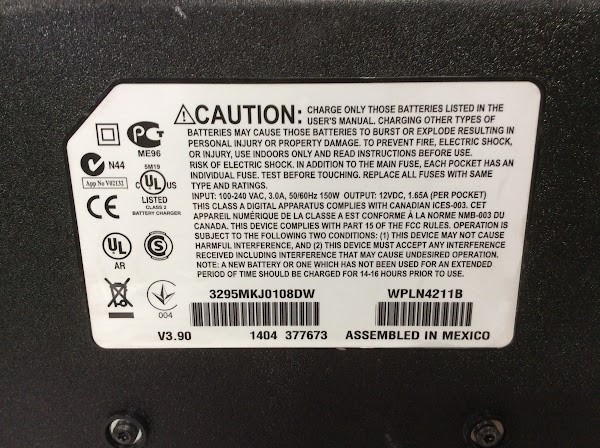 ⚠CAUTION: CHARGE ONLY THOSE BATTERIES LISTED IN THE
USER'S MANUAL. CHARGING OTHER TYPES OF
BATTERIES MAY CAUSE THOSE BATTERIES TO BURST OR EXPLODE RESULTING IN
PERSONAL INJURY OR PROPERTY DAMAGE. TO PREVENT FIRE, ELECTRIC SHOCK,
OR INJURY, USE INDOORS ONLY AND READ INSTRUCTIONS BEFORE USE.
RISK OF ELECTRIC SHOCK. IN ADDITION TO THE MAIN FUSE, EACH POCKET HAS AN
INDIVIDUAL FUSE. TEST BEFORE TOUCHING. REPLACE ALL FUSES WITH SAME
TYPE AND RATINGS.
INPUT: 100-240 VAC, 3.0A, 50/60Hz 150W OUTPUT: 12VDC, 1.65A (PER POCKET)
THIS CLASS A DIGITAL APPARATUS COMPLIES WITH CANADIAN ICES-003. CET
APPAREIL NUMÉRIQUE DE LA CLASSE A EST CONFORME À LA NORME NMB-003 DU
CANADA. THIS DEVICE COMPLIES WITH PART 15 OF THE FCC RULES. OPERATION IS
SUBJECT TO THE FOLLOWING TWO CONDITIONS: (1) THIS DEVICE MAY NOT CAUSE
HARMFUL INTERFERENCE, AND (2) THIS DEVICE MUST ACCEPT ANY INTERFERENCE
RECEIVED INCLUDING INTERFERENCE THAT MAY CAUSE UNDESIRED OPERATION.
NOTE: A NEW BATTERY OR ONE WHICH HAS NOT BEEN USED FOR AN EXTENDED
PERIOD OF TIME SHOULD BE CHARGED FOR 14-16 HOURS PRIOR TO USE.
PCT
ME96
N44
5M19
App No V02132
C UL US
LISTED
CLASS 2
BATTERY CHARGER
CE
UL
AR
S
004
3295MKJ0108DW WPLN4211B
V3.90 1404 377673 ASSEMBLED IN MEXICO